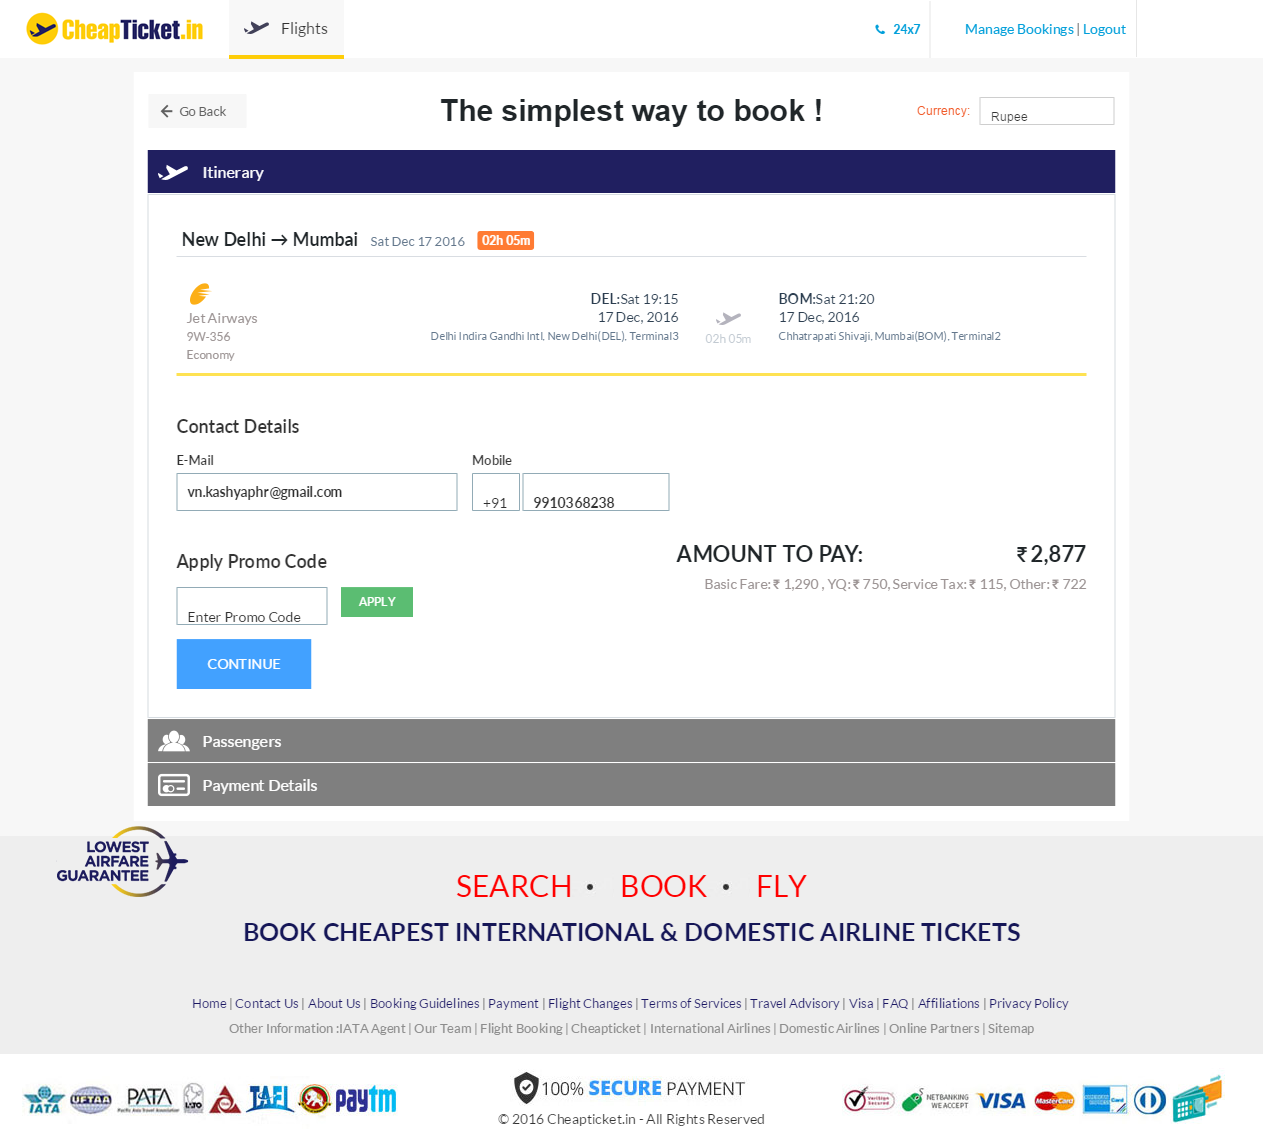 CheapTicket.in
Flights
24x7
Manage Bookings | Logout
Go Back
The simplest way to book !
Currency:
Rupee
Itinerary
New Delhi → Mumbai Sat Dec 17 2016 02h 05m
Jet Airways
9W-356
Economy
DEL:Sat 19:15
17 Dec, 2016
Delhi Indira Gandhi Intl, New Delhi(DEL), Terminal3
02h 05m
BOM:Sat 21:20
17 Dec, 2016
Chhatrapati Shivaji, Mumbai(BOM), Terminal2
Contact Details
E-Mail
Mobile
vn.kashyaphr@gmail.com
+91
9910368238
Apply Promo Code
AMOUNT TO PAY: ₹ 2,877
Basic Fare: ₹ 1,290 , YQ: ₹ 750, Service Tax: ₹ 115, Other: ₹ 722
Enter Promo Code
APPLY
CONTINUE
Passengers
Payment Details
LOWEST
AIRFARE
GUARANTEE
SEARCH • BOOK • FLY
BOOK CHEAPEST INTERNATIONAL & DOMESTIC AIRLINE TICKETS
Home | Contact Us | About Us | Booking Guidelines | Payment | Flight Changes | Terms of Services | Travel Advisory | Visa | FAQ | Affiliations | Privacy Policy
Other Information :IATA Agent | Our Team | Flight Booking | Cheapticket | International Airlines | Domestic Airlines | Online Partners | Sitemap
IATA
UFTAA
PATA
Pacific Asia Travel Association
IATO
TAFI
paytm
100% SECURE PAYMENT
© 2016 Cheapticket.in - All Rights Reserved
VeriSign
Secured
NETBANKING
WE ACCEPT
VISA
MasterCard